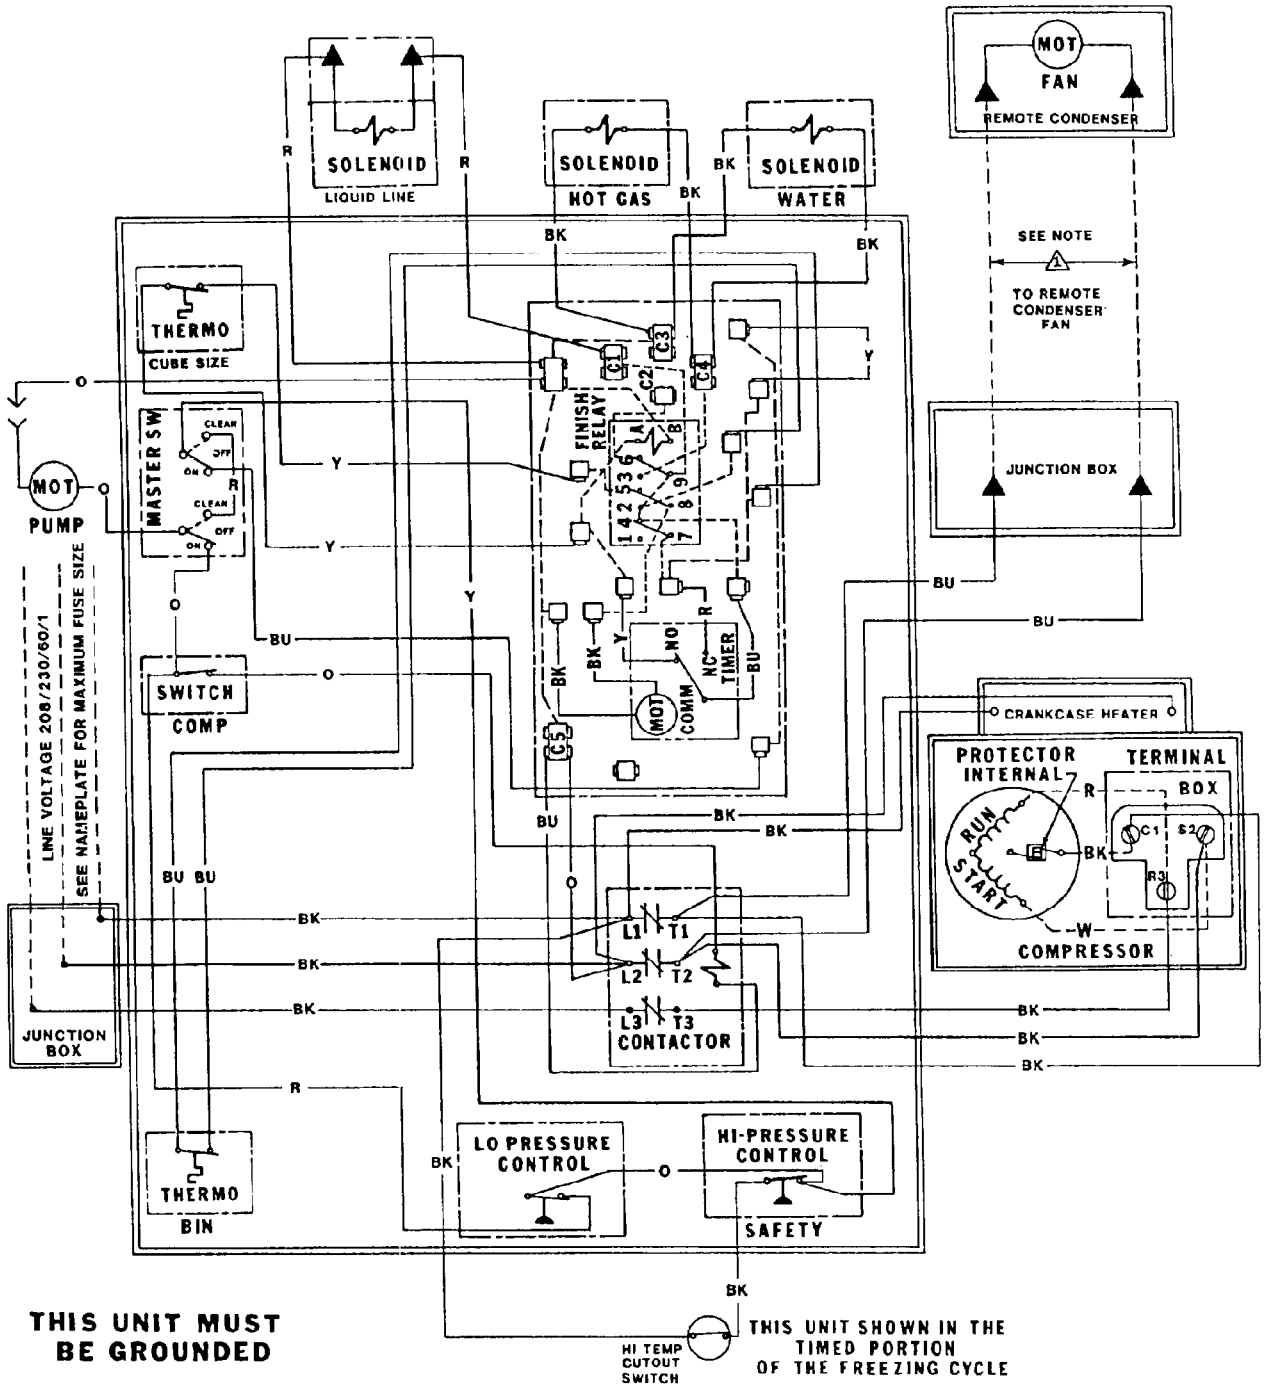 MOT
FAN
REMOTE CONDENSER
SOLENOID
LIQUID LINE
R
R
SOLENOID
HOT GAS
BK
BK
SOLENOID
WATER
BK
BK
SEE NOTE
1
TO REMOTE
CONDENSER
FAN
THERMO
CUBE SIZE
O
MASTER SW
CLEAR
OFF
ON
R
CLEAR
OFF
ON
MOT
O
PUMP
C1
C2
C3
C4
Y
FINISH
RELAY
A
B
1 4 2 5 3 6
7 8 9
Y
Y
Y
JUNCTION BOX
BU
BU
LINE VOLTAGE 208/230/60/1
SEE NAMEPLATE FOR MAXIMUM FUSE SIZE
O
BU
SWITCH
COMP
O
BK
BK
Y
R
NO
NC
TIMER
COMM
MOT
BU
C5
CRANKCASE HEATER
PROTECTOR
INTERNAL
TERMINAL
BOX
R
RUN
START
BK
C1
S2
R3
W
COMPRESSOR
BU
BK
BK
O
BU BU
BK
BK
BK
L1 T1
L2 T2
L3 T3
CONTACTOR
BK
BK
BK
JUNCTION
BOX
R
BK
LO PRESSURE
CONTROL
O
HI-PRESSURE
CONTROL
SAFETY
THERMO
BIN
BK
THIS UNIT MUST
BE GROUNDED
HI TEMP
CUTOUT
SWITCH
THIS UNIT SHOWN IN THE
TIMED PORTION
OF THE FREEZING CYCLE